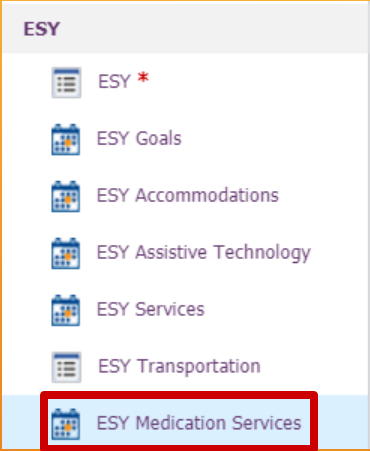 ESY
ESY *
ESY Goals
ESY Accommodations
ESY Assistive Technology
ESY Services
ESY Transportation
ESY Medication Services